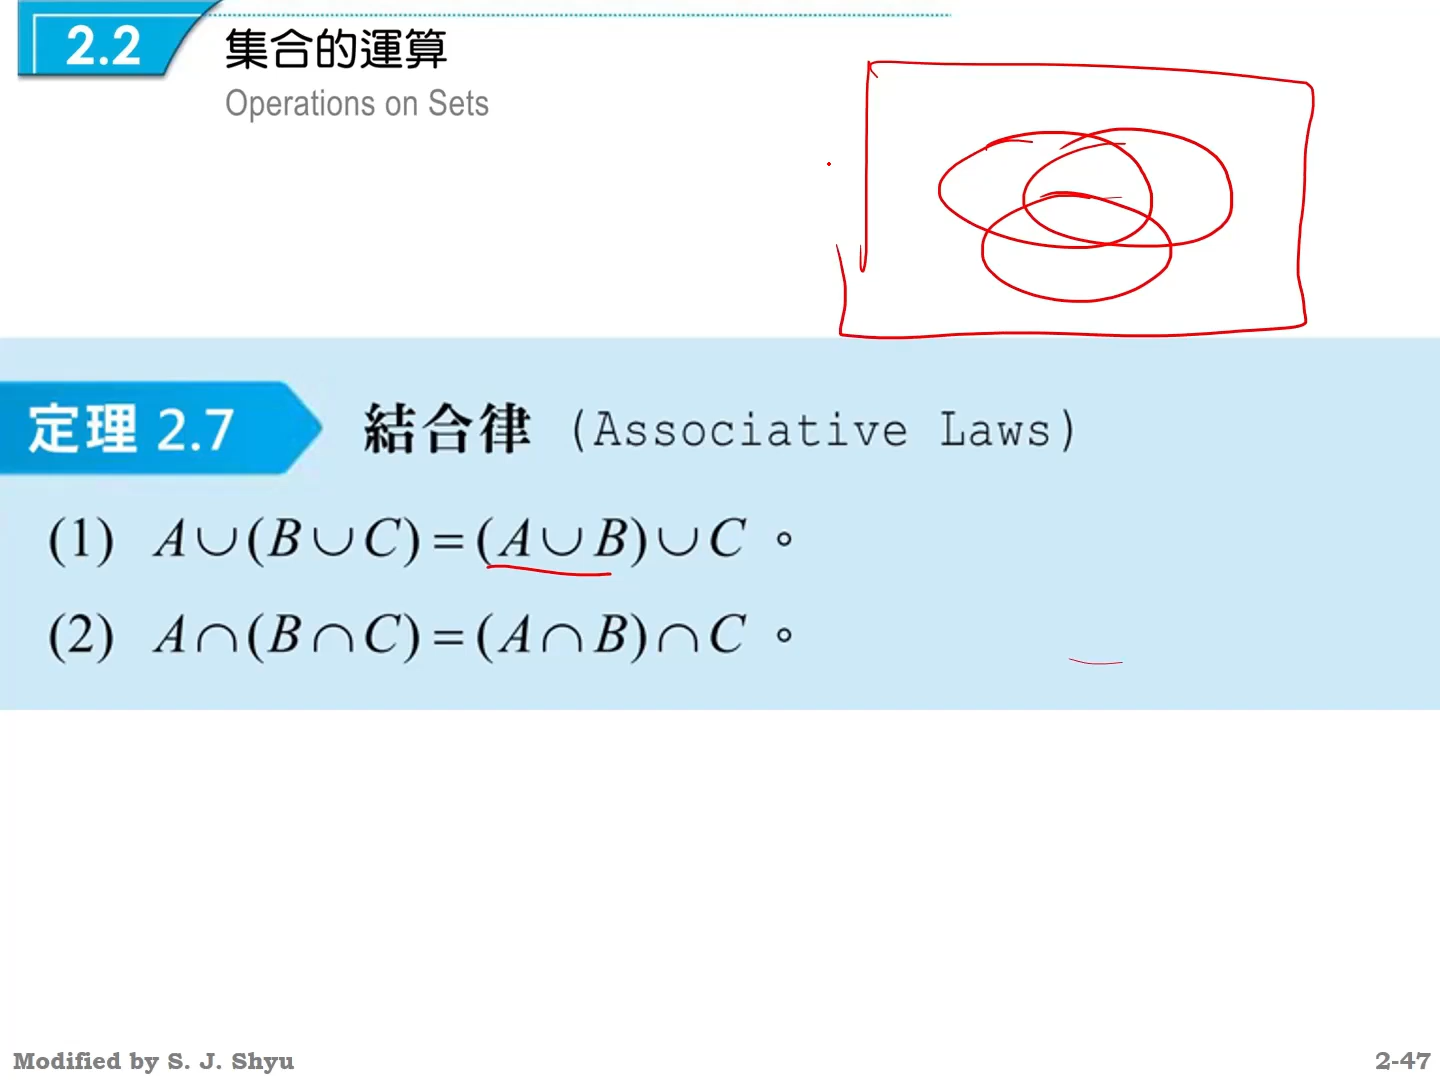 2.2 集合的運算
Operations on Sets
定理 2.7 結合律 (Associative Laws)
(1) A∪(B∪C)=(A∪B)∪C。
(2) A∩(B∩C)=(A∩B)∩C。
Modified by S. J. Shyu
2-47